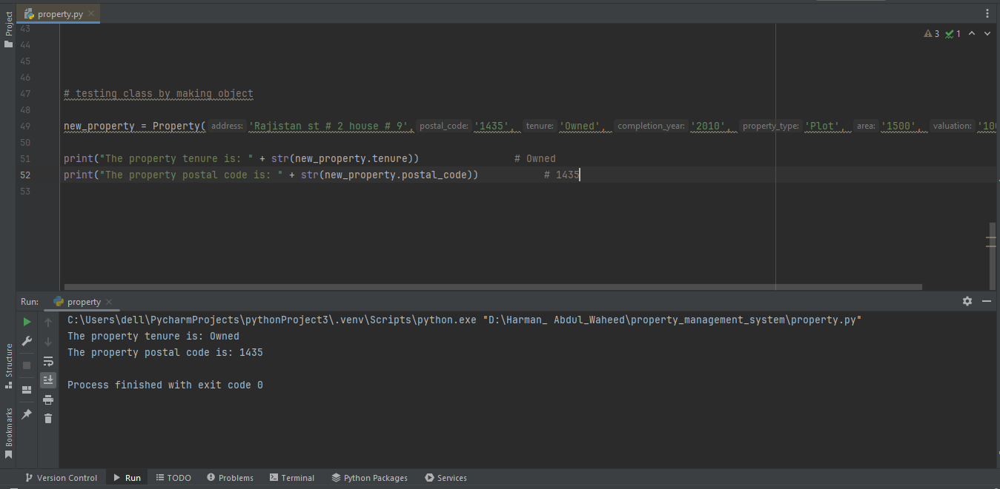 Project
property.py
3 1
43
44
45
46
47 # testing class by making object
48
49 new_property = Property( address: 'Rajistan st # 2 house # 9', postal_code: '1435', tenure: 'Owned', completion_year: '2010', property_type: 'Plot', area: '1500', valuation: '100
50
51 print("The property tenure is: " + str(new_property.tenure)) # Owned
52 print("The property postal code is: " + str(new_property.postal_code)) # 1435
53
Run: property
C:\Users\dell\PycharmProjects\pythonProject3\.venv\Scripts\python.exe "D:\Harman_ Abdul_Waheed\property_management_system\property.py"
The property tenure is: Owned
The property postal code is: 1435
Process finished with exit code 0
Structure
Bookmarks
Version Control Run TODO Problems Terminal Python Packages Services